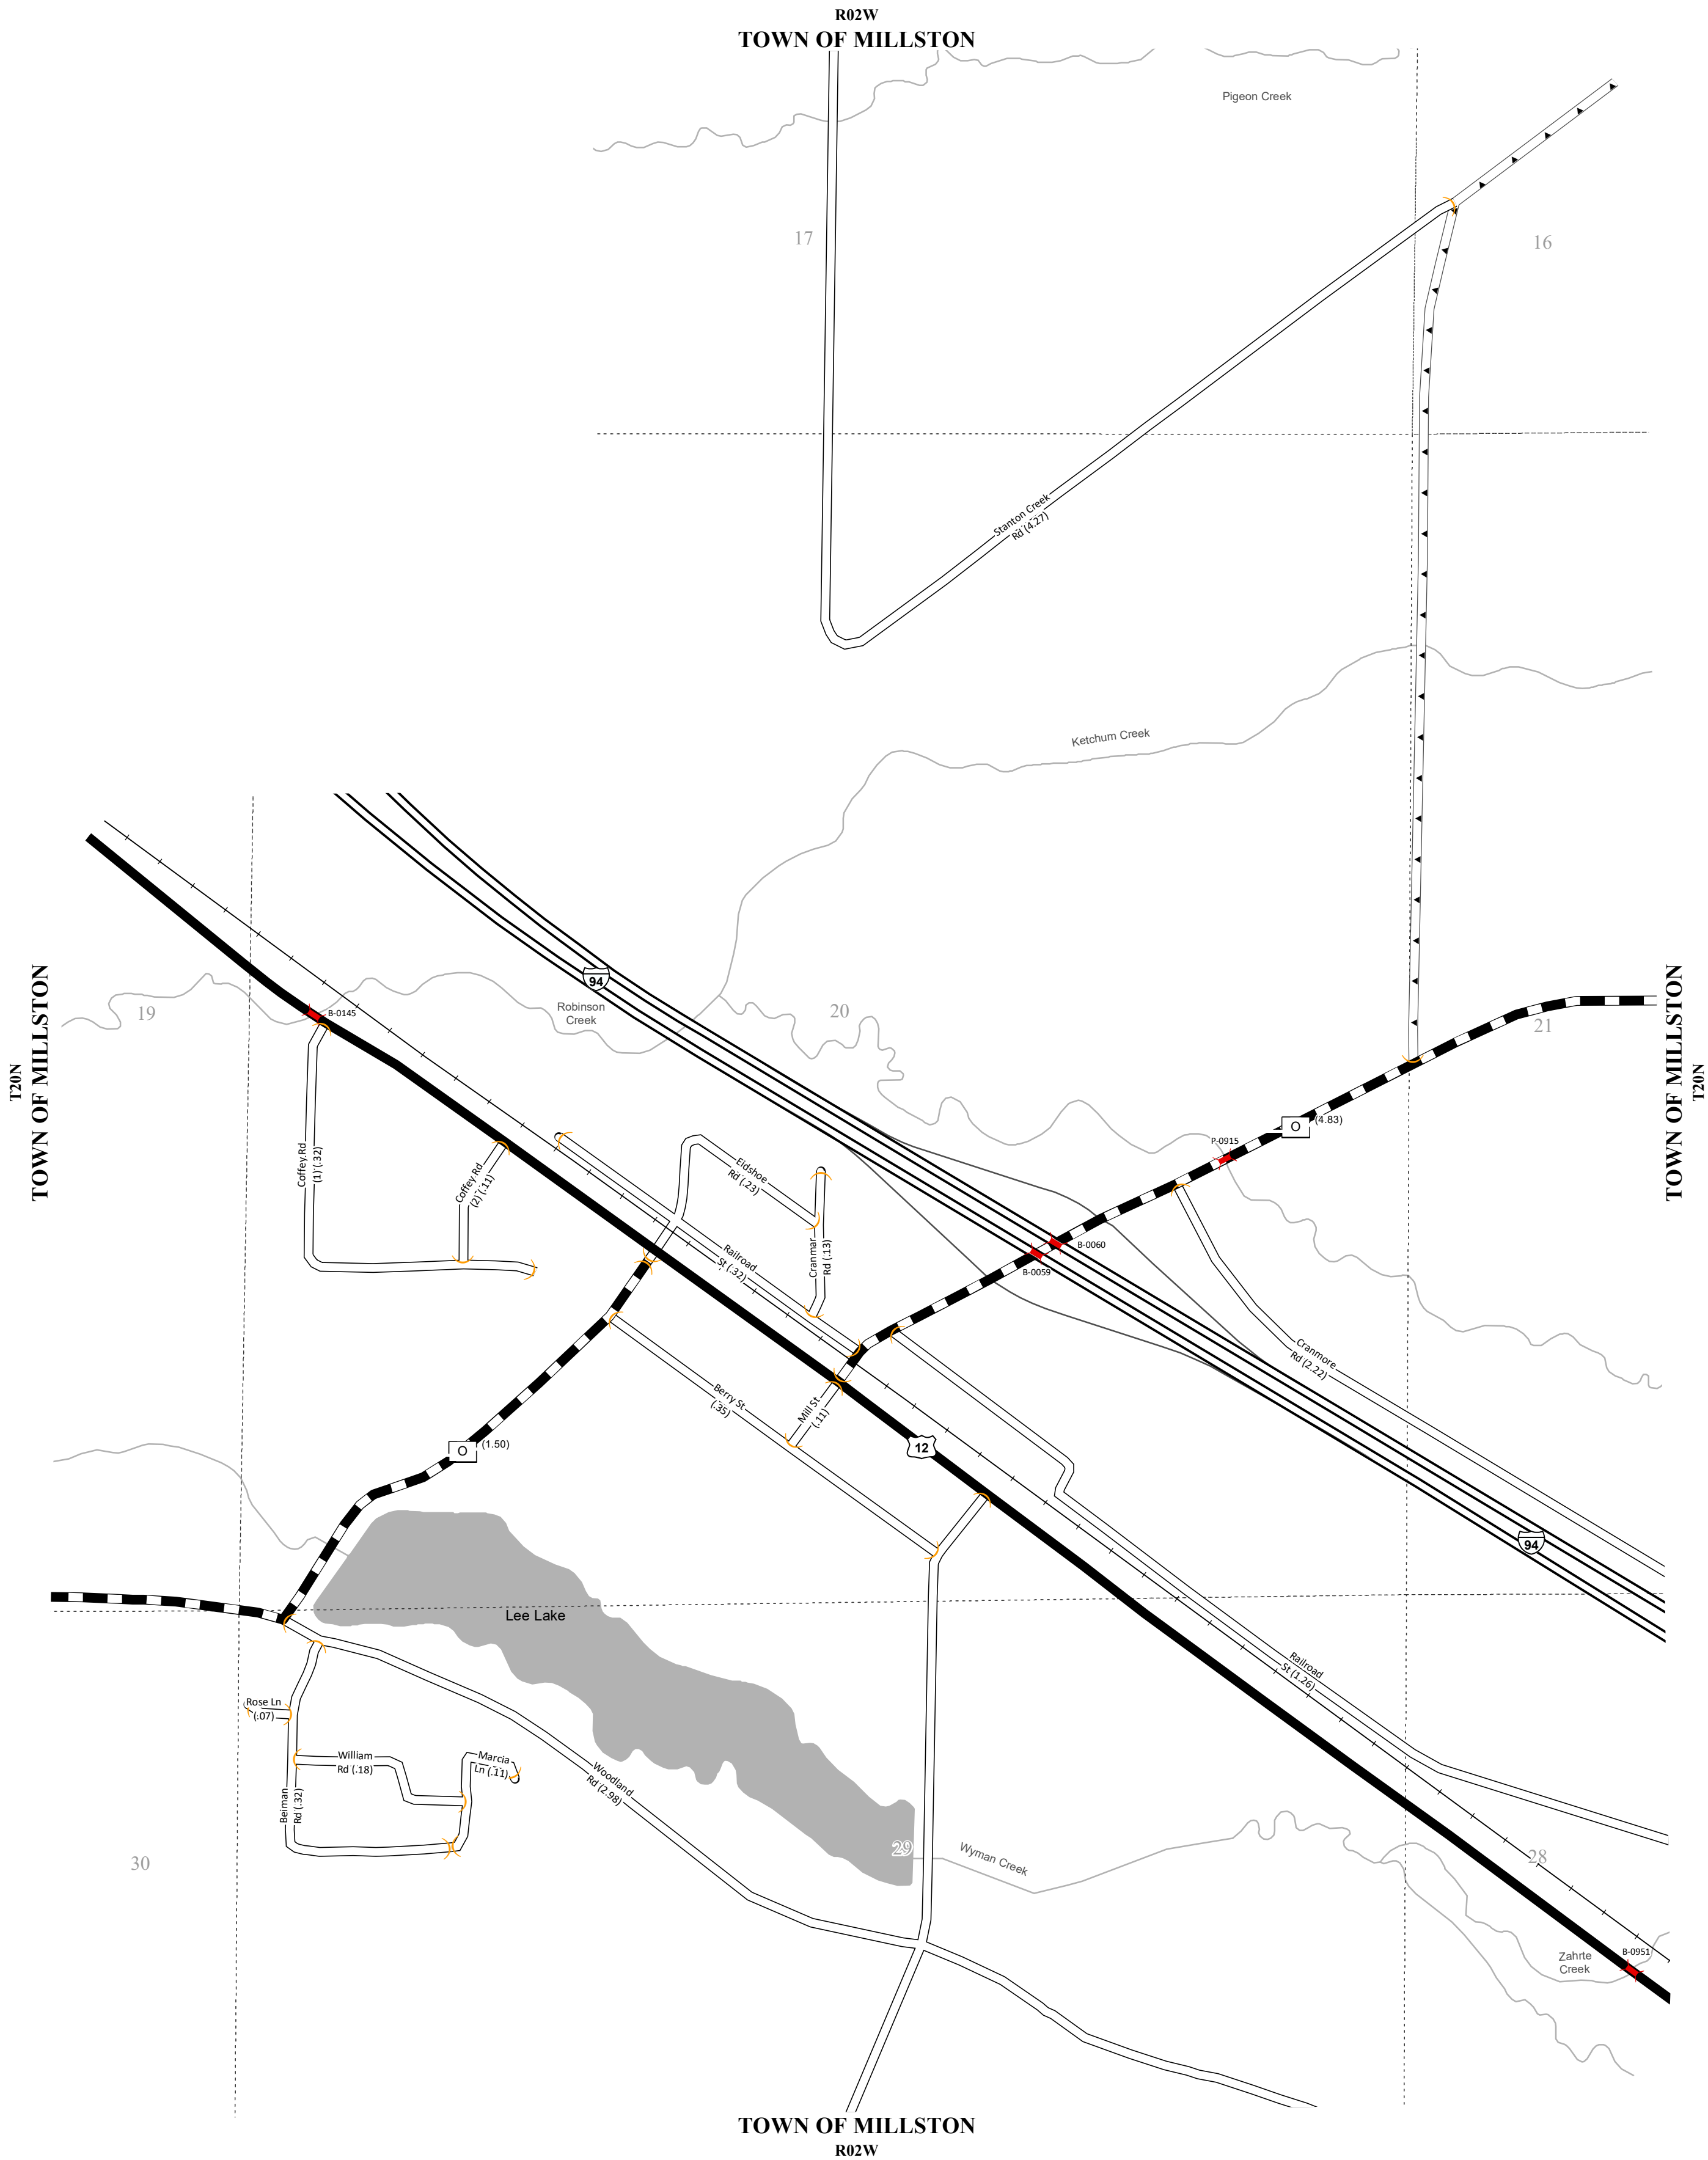 R02W
TOWN OF MILLSTON
Pigeon Creek
17
16
Stanton Creek
Rd (4.27)
Ketchum Creek
94
Robinson
Creek
20
19
B-0145
21
T20N
TOWN OF MILLSTON
TOWN OF MILLSTON
T20N
O
(4.83)
P-0915
Coffey Rd
(1) (.32)
Coffey Rd
(2) (.11)
Eidshoe
Rd (.23)
Cranmar
Rd (.13)
Railroad
St (.32)
B-0060
B-0059
Cranmore
Rd (2.22)
Berry St
(.35)
Mill St
(.11)
O
(1.50)
12
94
Lee Lake
Railroad
St (1.26)
Rose Ln
(.07)
William
Rd (.18)
Marcia
Ln (.11)
Beiman
Rd (.32)
Woodland
Rd (2.98)
29
Wyman Creek
28
30
Zahrte
Creek
B-0951
TOWN OF MILLSTON
R02W